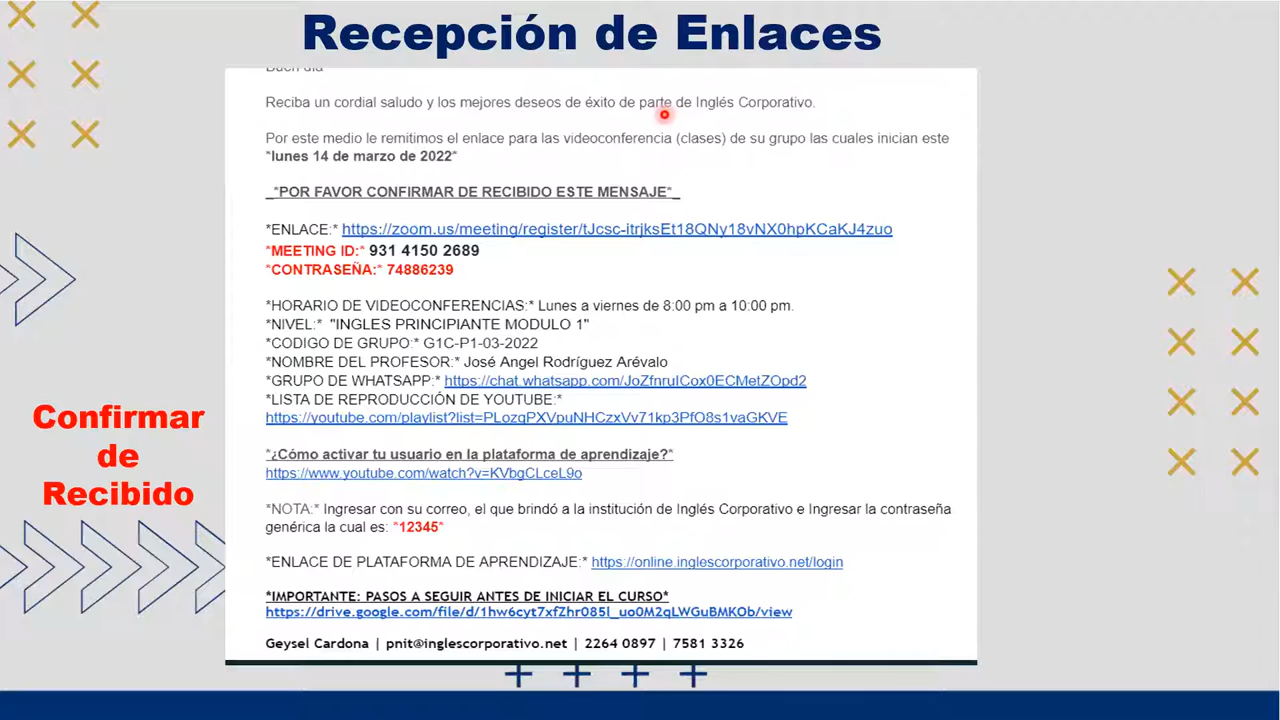 Recepción de Enlaces
Buen día
Reciba un cordial saludo y los mejores deseos de éxito de parte de Inglés Corporativo.
Por este medio le remitimos el enlace para las videoconferencia (clases) de su grupo las cuales inician este
*lunes 14 de marzo de 2022*
_*POR FAVOR CONFIRMAR DE RECIBIDO ESTE MENSAJE*_
*ENLACE:* https://zoom.us/meeting/register/tJcsc-itrjksEt18QNy18vNX0hpKCaKJ4zuo
*MEETING ID:* 931 4150 2689
*CONTRASEÑA:* 74886239
*HORARIO DE VIDEOCONFERENCIAS:* Lunes a viernes de 8:00 pm a 10:00 pm.
*NIVEL:* "INGLES PRINCIPIANTE MODULO 1"
*CODIGO DE GRUPO:* G1C-P1-03-2022
*NOMBRE DEL PROFESOR:* José Angel Rodríguez Arévalo
*GRUPO DE WHATSAPP:* https://chat.whatsapp.com/JoZfnruICox0ECMetZOpd2
*LISTA DE REPRODUCCIÓN DE YOUTUBE:*
https://youtube.com/playlist?list=PLozqPXVpuNHCzxVv71kp3PfO8s1vaGKVE
*¿Cómo activar tu usuario en la plataforma de aprendizaje?*
https://www.youtube.com/watch?v=KVbgCLceL9o
*NOTA:* Ingresar con su correo, el que brindó a la institución de Inglés Corporativo e Ingresar la contraseña
genérica la cual es: *12345*
*ENLACE DE PLATAFORMA DE APRENDIZAJE:* https://online.inglescorporativo.net/login
*IMPORTANTE: PASOS A SEGUIR ANTES DE INICIAR EL CURSO*
https://drive.google.com/file/d/1hw6cyt7xfZhr085l_uo0M2qLWGuBMKOb/view
Geysel Cardona | pnit@inglescorporativo.net | 2264 0897 | 7581 3326
Confirmar
de
Recibido